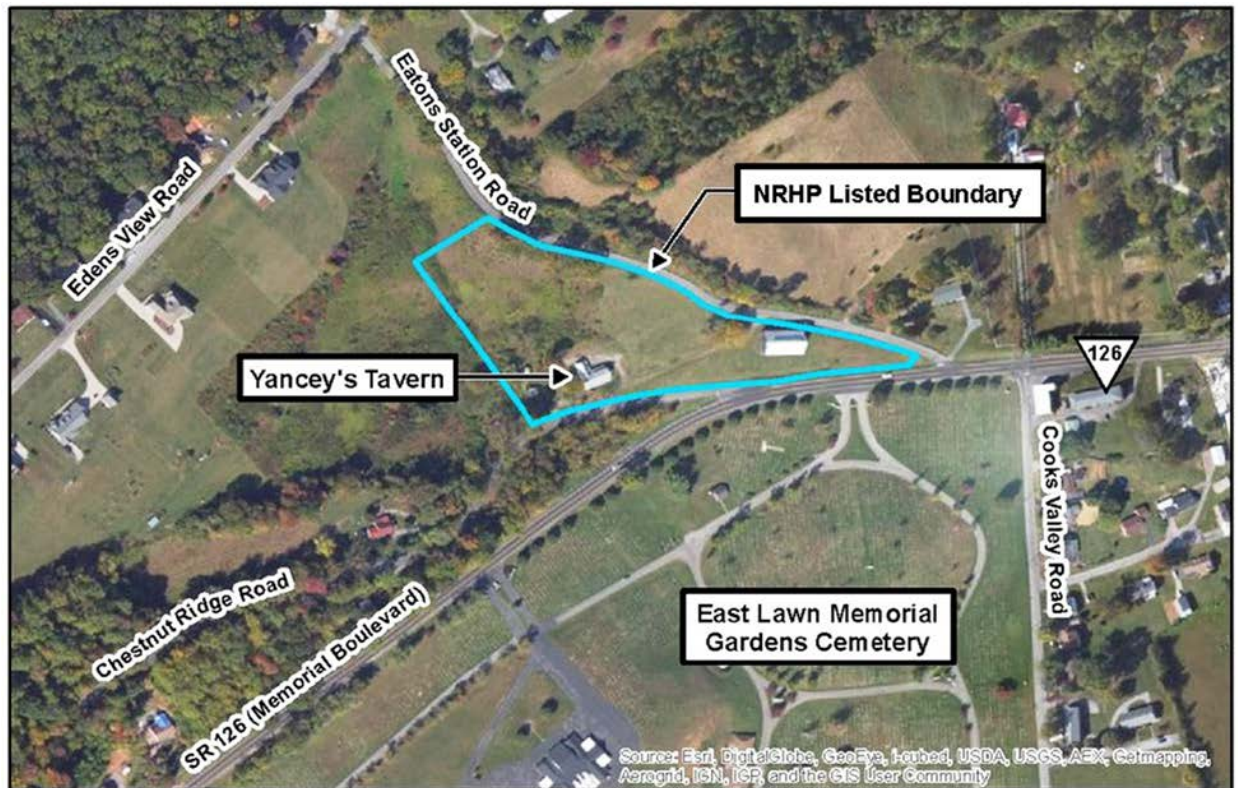 Eatons Station Road
NRHP Listed Boundary
Edens View Road
126
Yancey's Tavern
Cooks Valley Road
Chestnut Ridge Road
East Lawn Memorial
Gardens Cemetery
SR 126 (Memorial Boulevard)
Source: Esri, DigitalGlobe, GeoEye, i-cubed, USDA, USGS, AEX, Getmapping,
Aerogrid, IGN, IGP, and the GIS User Community